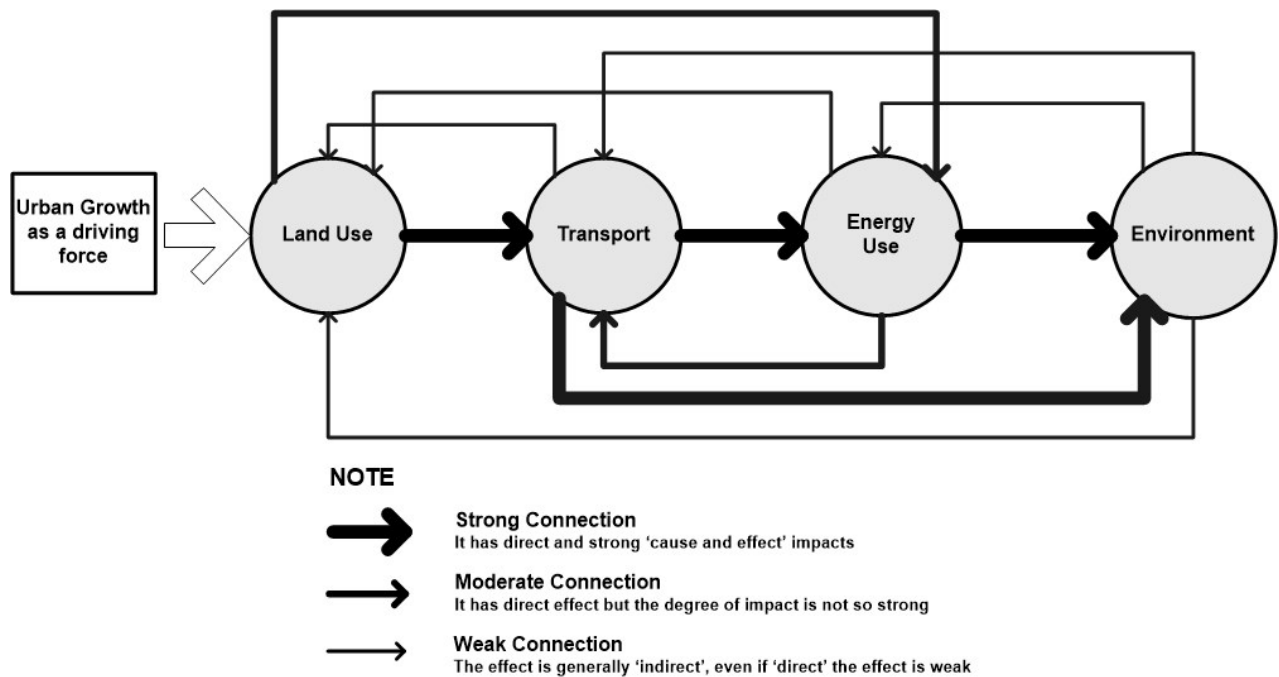 Urban Growth
as a driving
force
Land Use
Transport
Energy
Use
Environment
NOTE
Strong Connection
It has direct and strong ‘cause and effect’ impacts
Moderate Connection
It has direct effect but the degree of impact is not so strong
Weak Connection
The effect is generally ‘indirect’, even if ‘direct’ the effect is weak